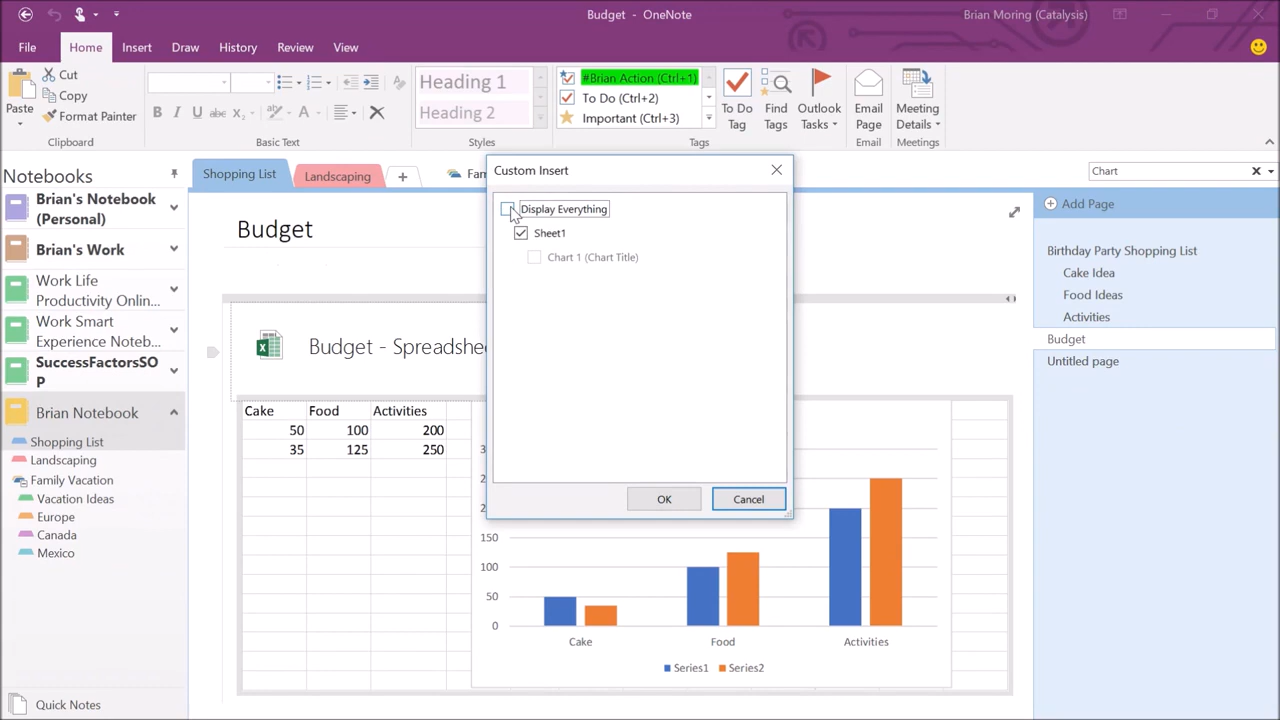 Budget - OneNote
Brian Moring (Catalysis)
File
Home
Insert
Draw
History
Review
View
Paste
Cut
Copy
Format Painter
Clipboard
B I U abc X₂ A
Basic Text
Heading 1
Heading 2
Styles
#Brian Action (Ctrl+1)
To Do (Ctrl+2)
Important (Ctrl+3)
Tags
To Do
Tag
Find
Tags
Outlook
Tasks
Email
Page
Email
Meeting
Details
Meetings
Notebooks
Brian's Notebook
(Personal)
Brian's Work
Work Life
Productivity Onlin...
Work Smart
Experience Noteb...
SuccessFactorsSO
P
Brian Notebook
Shopping List
Landscaping
Family Vacation
Vacation Ideas
Europe
Canada
Mexico
Quick Notes
Shopping List
Landscaping
+
Fam
Chart
Budget
Budget - Spreadshee
Cake Food Activities
50 100 200
35 125 250
150
100
50
0
Cake
Food
Activities
Series1
Series2
Custom Insert
Display Everything
Sheet1
Chart 1 (Chart Title)
OK
Cancel
Add Page
Birthday Party Shopping List
Cake Idea
Food Ideas
Activities
Budget
Untitled page